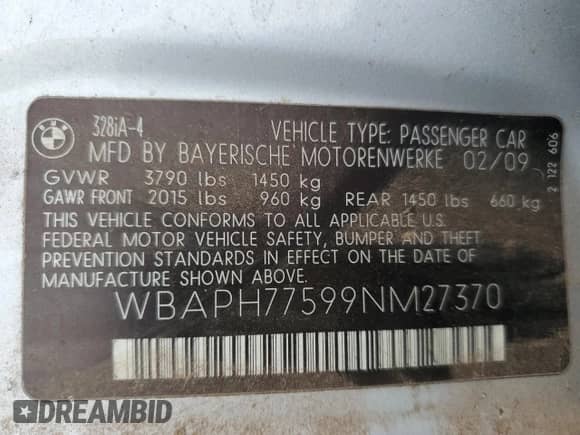 BMW
328iA-4
VEHICLE TYPE: PASSENGER CAR
MFD BY BAYERISCHE MOTORENWERKE 02/09
GVWR 3790 lbs 1450 kg
GAWR FRONT 2015 lbs 960 kg REAR 1450 lbs 660 kg
THIS VEHICLE CONFORMS TO ALL APPLICABLE U.S.
FEDERAL MOTOR VEHICLE SAFETY, BUMPER AND THEFT
PREVENTION STANDARDS IN EFFECT ON THE DATE OF
MANUFACTURE SHOWN ABOVE.
WBAPH77599NM27370
2 122 606
DREAMBID